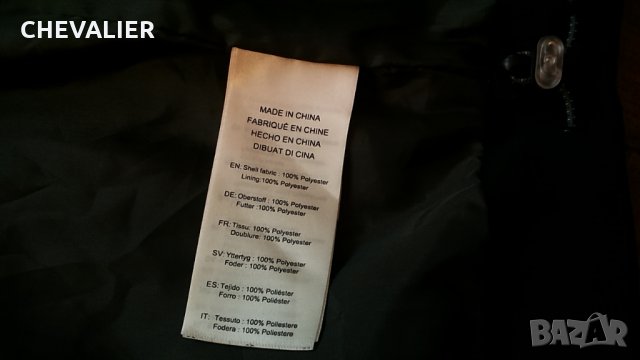 CHEVALIER
MADE IN CHINA
FABRIQUÉ EN CHINE
HECHO EN CHINA
DIBUAT DI CINA
EN: Shell fabric : 100% Polyester
Lining:100% Polyester
DE: Oberstoff : 100% Polyester
Futter : 100% Polyester
FR: Tissu: 100% Polyester
Doublure: 100% Polyester
SV: Yttertyg : 100% Polyester
Foder : 100% Polyester
ES: Tejido : 100% Poliéster
Forro : 100% Poliéster
IT: Tessuto : 100% Poliestere
Fodera : 100% Poliestere
BAZAR